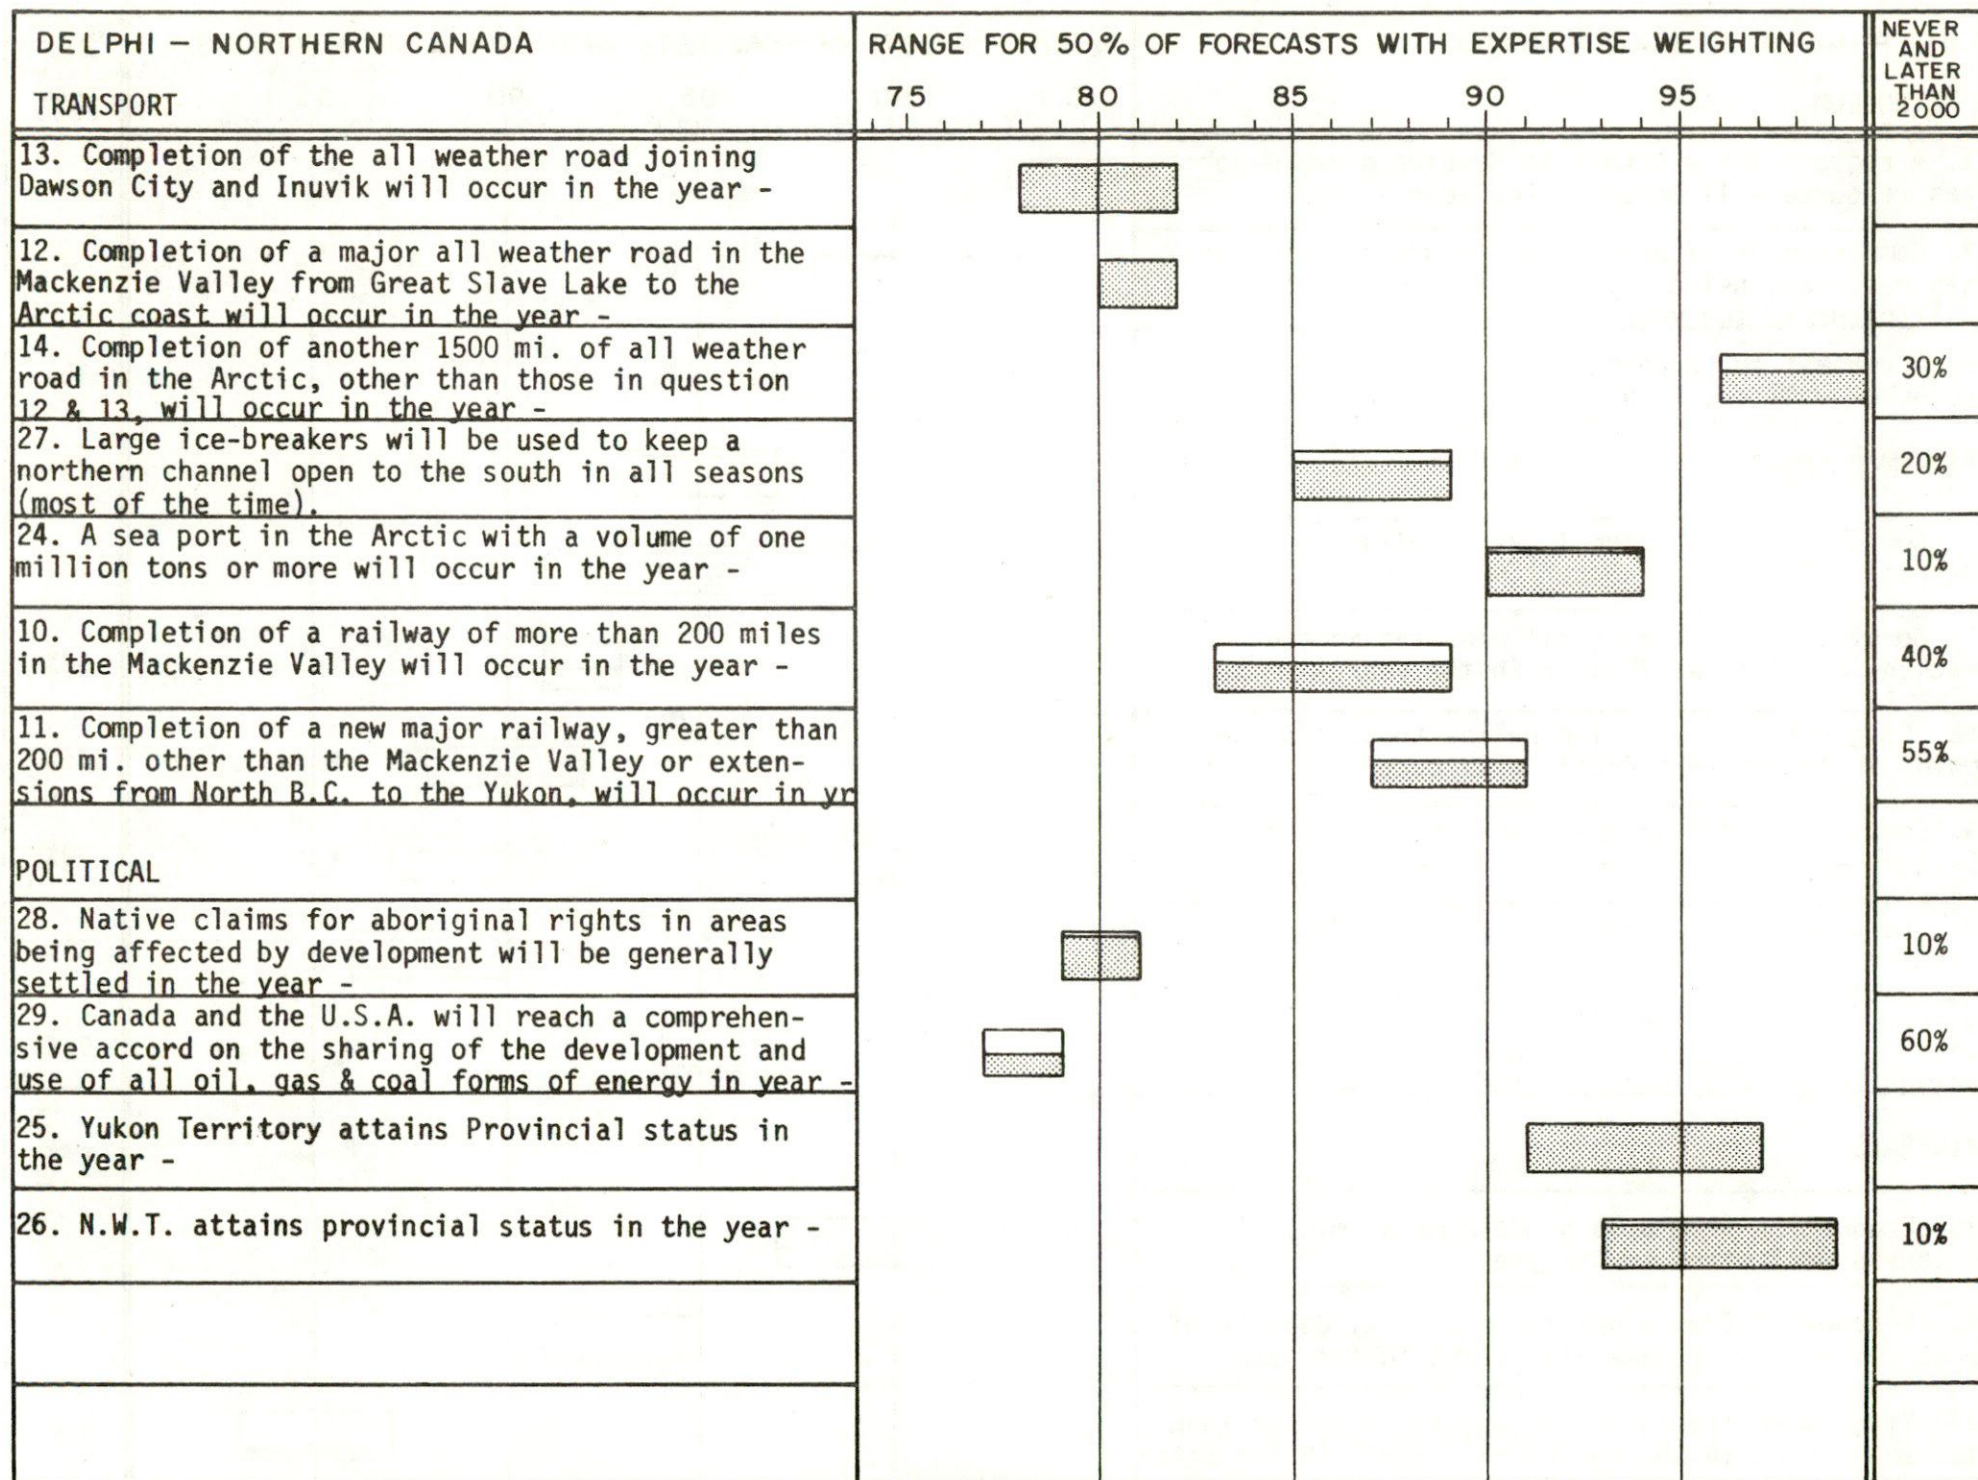 DELPHI – NORTHERN CANADA
TRANSPORT
RANGE FOR 50% OF FORECASTS WITH EXPERTISE WEIGHTING
75 80 85 90 95
NEVER
AND
LATER
THAN
2000
13. Completion of the all weather road joining
Dawson City and Inuvik will occur in the year -
12. Completion of a major all weather road in the
Mackenzie Valley from Great Slave Lake to the
Arctic coast will occur in the year -
14. Completion of another 1500 mi. of all weather
road in the Arctic, other than those in question
12 & 13, will occur in the year -
30%
27. Large ice-breakers will be used to keep a
northern channel open to the south in all seasons
(most of the time).
20%
24. A sea port in the Arctic with a volume of one
million tons or more will occur in the year -
10%
10. Completion of a railway of more than 200 miles
in the Mackenzie Valley will occur in the year -
40%
11. Completion of a new major railway, greater than
200 mi. other than the Mackenzie Valley or exten-
sions from North B.C. to the Yukon, will occur in yr
55%
POLITICAL
28. Native claims for aboriginal rights in areas
being affected by development will be generally
settled in the year -
10%
29. Canada and the U.S.A. will reach a comprehen-
sive accord on the sharing of the development and
use of all oil, gas & coal forms of energy in year -
60%
25. Yukon Territory attains Provincial status in
the year -
26. N.W.T. attains provincial status in the year -
10%